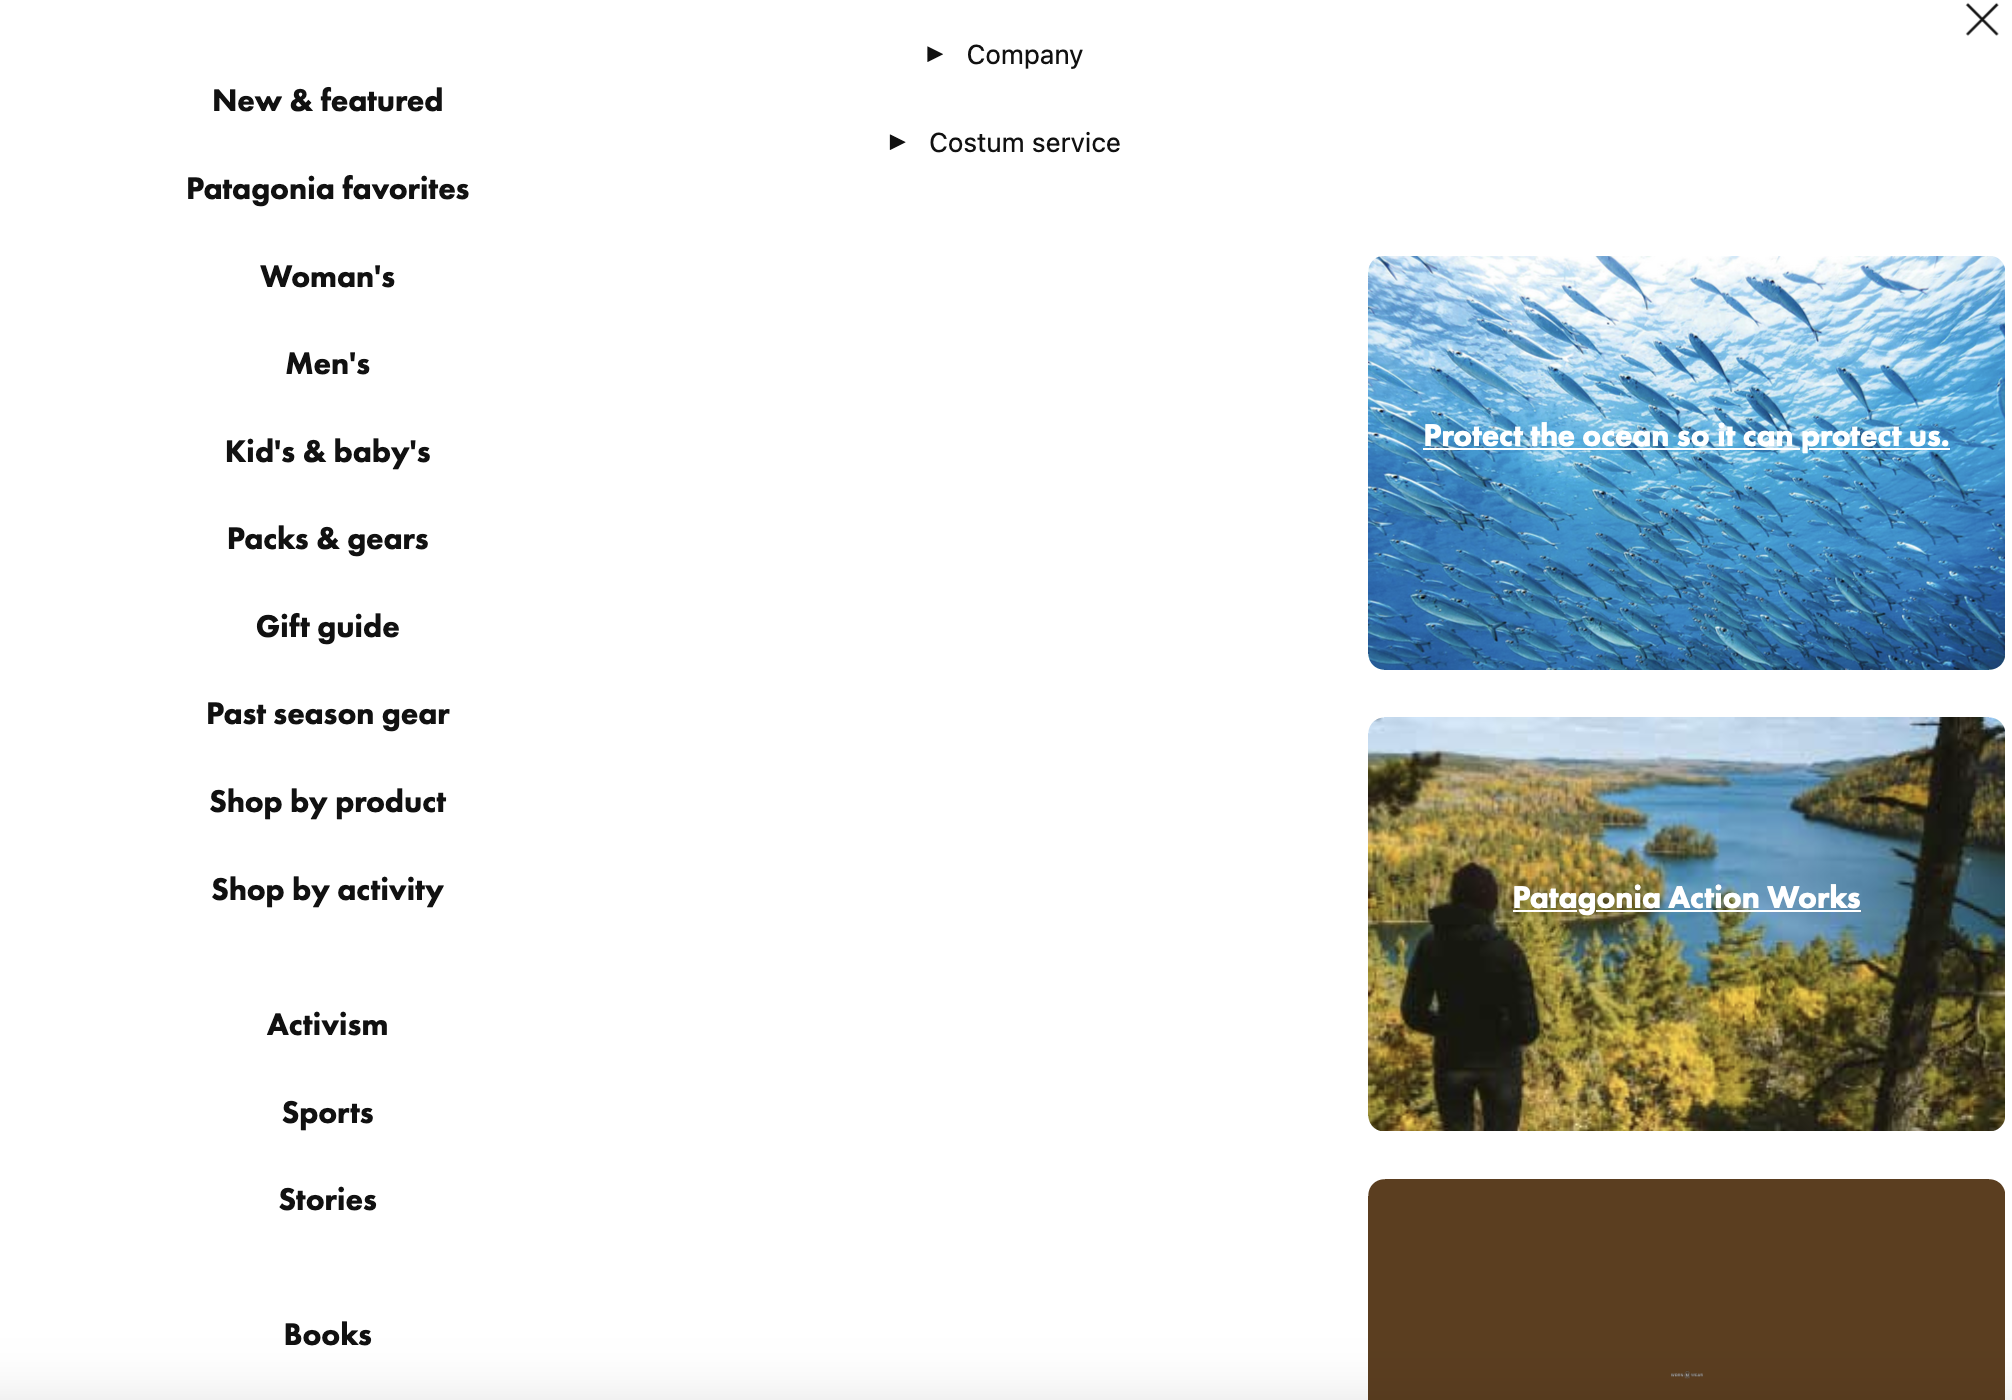 New & featured
Patagonia favorites
Woman's
Men's
Kid's & baby's
Packs & gears
Gift guide
Past season gear
Shop by product
Shop by activity
Activism
Sports
Stories
Books
► Company
► Costum service
Protect the ocean so it can protect us.
Patagonia Action Works